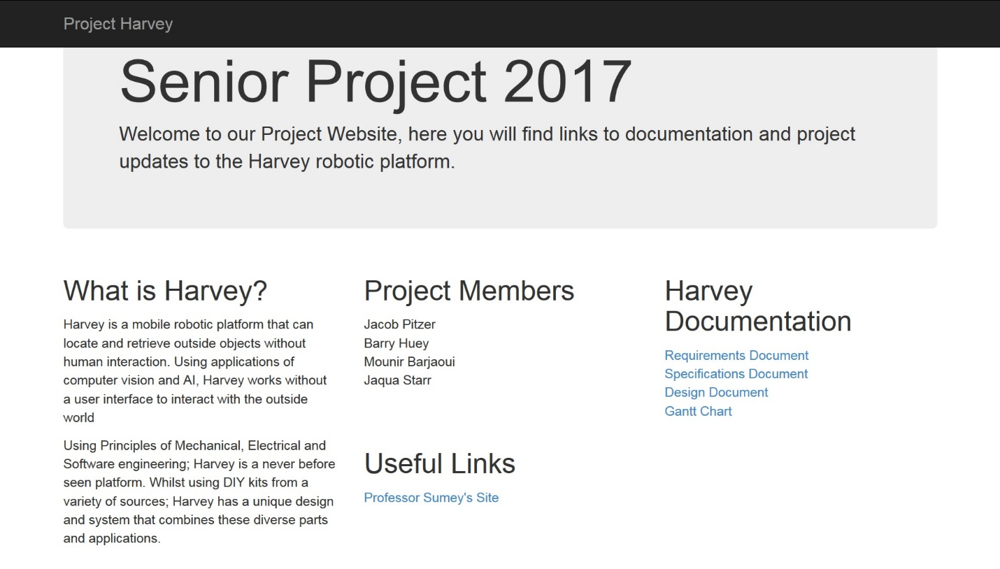 Project Harvey
Senior Project 2017
Welcome to our Project Website, here you will find links to documentation and project
updates to the Harvey robotic platform.
What is Harvey?
Harvey is a mobile robotic platform that can
locate and retrieve outside objects without
human interaction. Using applications of
computer vision and AI, Harvey works without
a user interface to interact with the outside
world
Using Principles of Mechanical, Electrical and
Software engineering; Harvey is a never before
seen platform. Whilst using DIY kits from a
variety of sources; Harvey has a unique design
and system that combines these diverse parts
and applications.
Project Members
Jacob Pitzer
Barry Huey
Mounir Barjaoui
Jaqua Starr
Useful Links
Professor Sumey's Site
Harvey
Documentation
Requirements Document
Specifications Document
Design Document
Gantt Chart